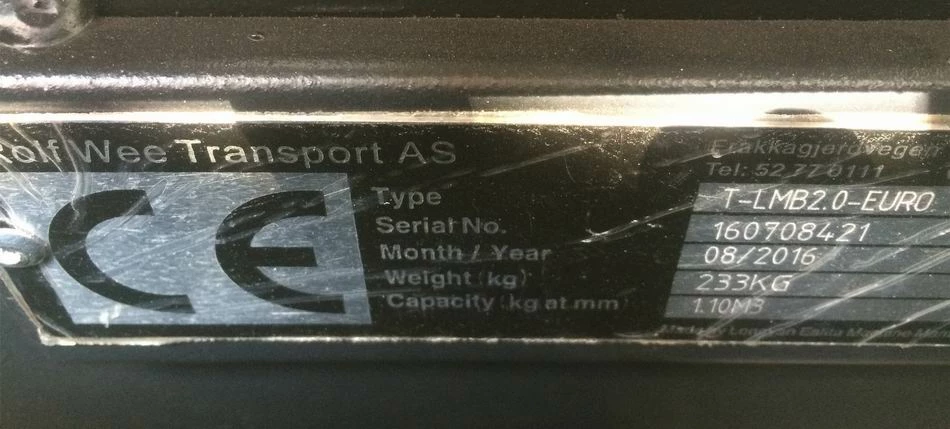 Rolf Wee Transport AS
Frakkagjerdvegen
Tel: 52 77 0111
CE
Type T-LMB2.0-EURO
Serial No. 160708421
Month / Year 08/2016
Weight (kg) 233KG
Capacity (kg at mm) 1.10M3